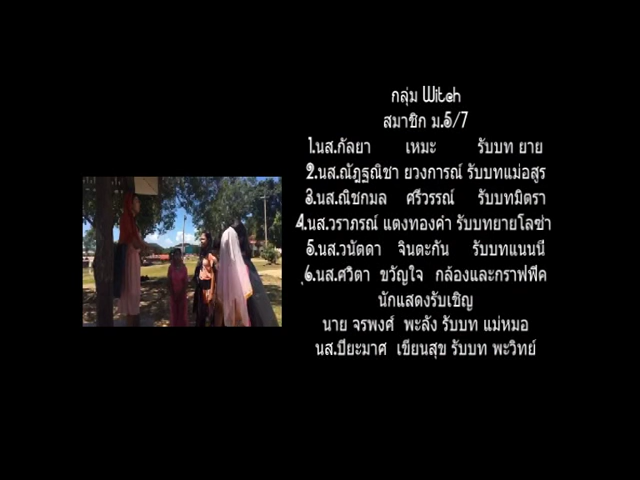 กลุ่ม Witch
สมาชิก ม.5/7
1.นส.กัลยา เหมะ รับบท ยาย
2.นส.ณัฎฐณิชา ยวงการณ์ รับบทแม่อสูร
3.นส.ณิชกมล ศรีวรรณ์ รับบทมิตรา
4.นส.วราภรณ์ แดงทองคำ รับบทยายโลซ่า
5.นส.วนัดดา จินตะกัน รับบทแนนนี
6.นส.ศวิตา ขวัญใจ กล้องและกราฟฟิค
นักแสดงรับเชิญ
นาย จรพงศ์ พะลัง รับบท แม่หมอ
นส.ปิยะมาศ เขียนสุข รับบท พะวิทย์